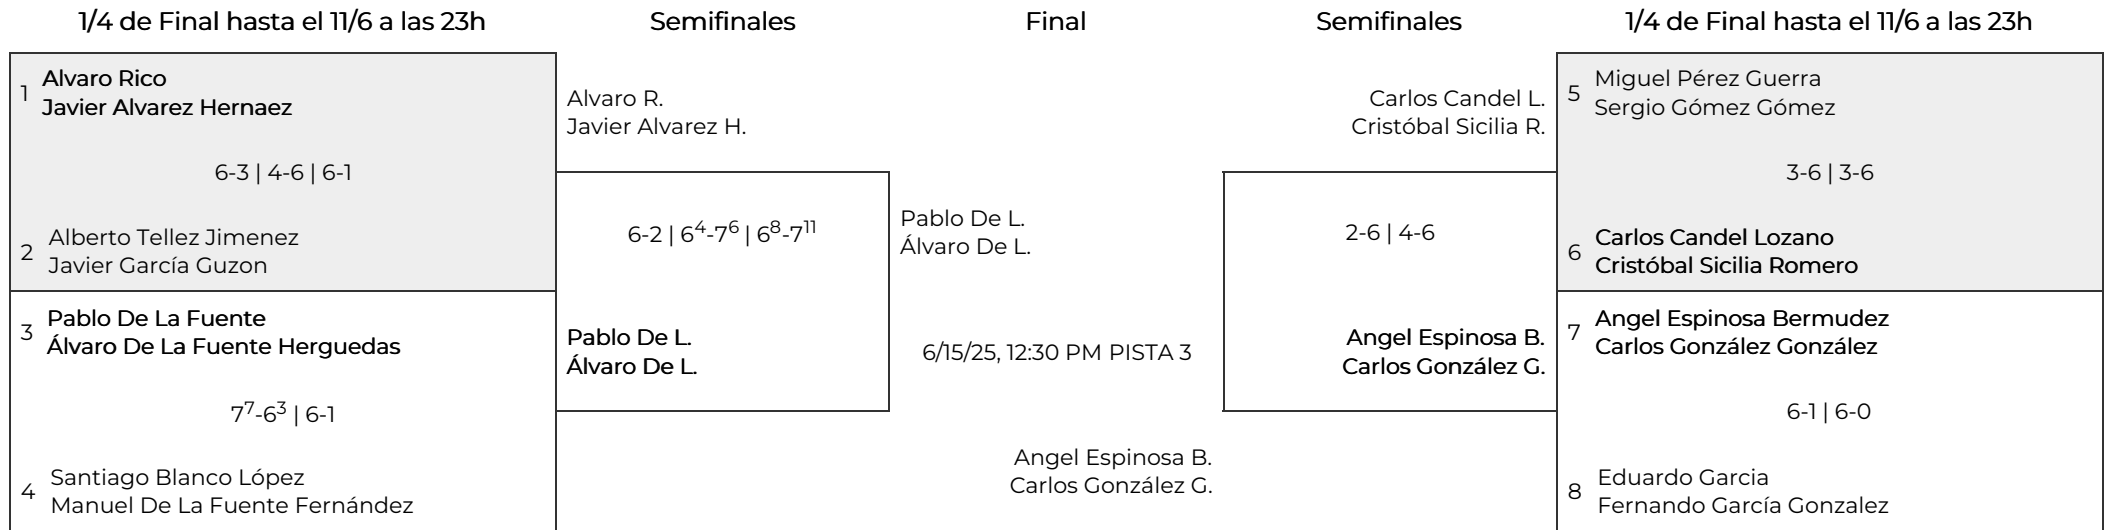 1/4 de Final hasta el 11/6 a las 23h
Semifinales
Final
Semifinales
1/4 de Final hasta el 11/6 a las 23h
1
Alvaro Rico
Javier Alvarez Hernaez
6-3 | 4-6 | 6-1
2
Alberto Tellez Jimenez
Javier García Guzon
3
Pablo De La Fuente
Álvaro De La Fuente Herguedas
7⁷-6³ | 6-1
4
Santiago Blanco López
Manuel De La Fuente Fernández
Alvaro R.
Javier Alvarez H.
6-2 | 6⁴-7⁶ | 6⁸-7¹¹
Pablo De L.
Álvaro De L.
Pablo De L.
Álvaro De L.
6/15/25, 12:30 PM PISTA 3
Angel Espinosa B.
Carlos González G.
Carlos Candel L.
Cristóbal Sicilia R.
2-6 | 4-6
Angel Espinosa B.
Carlos González G.
5
Miguel Pérez Guerra
Sergio Gómez Gómez
3-6 | 3-6
6
Carlos Candel Lozano
Cristóbal Sicilia Romero
7
Angel Espinosa Bermudez
Carlos González González
6-1 | 6-0
8
Eduardo Garcia
Fernando García Gonzalez